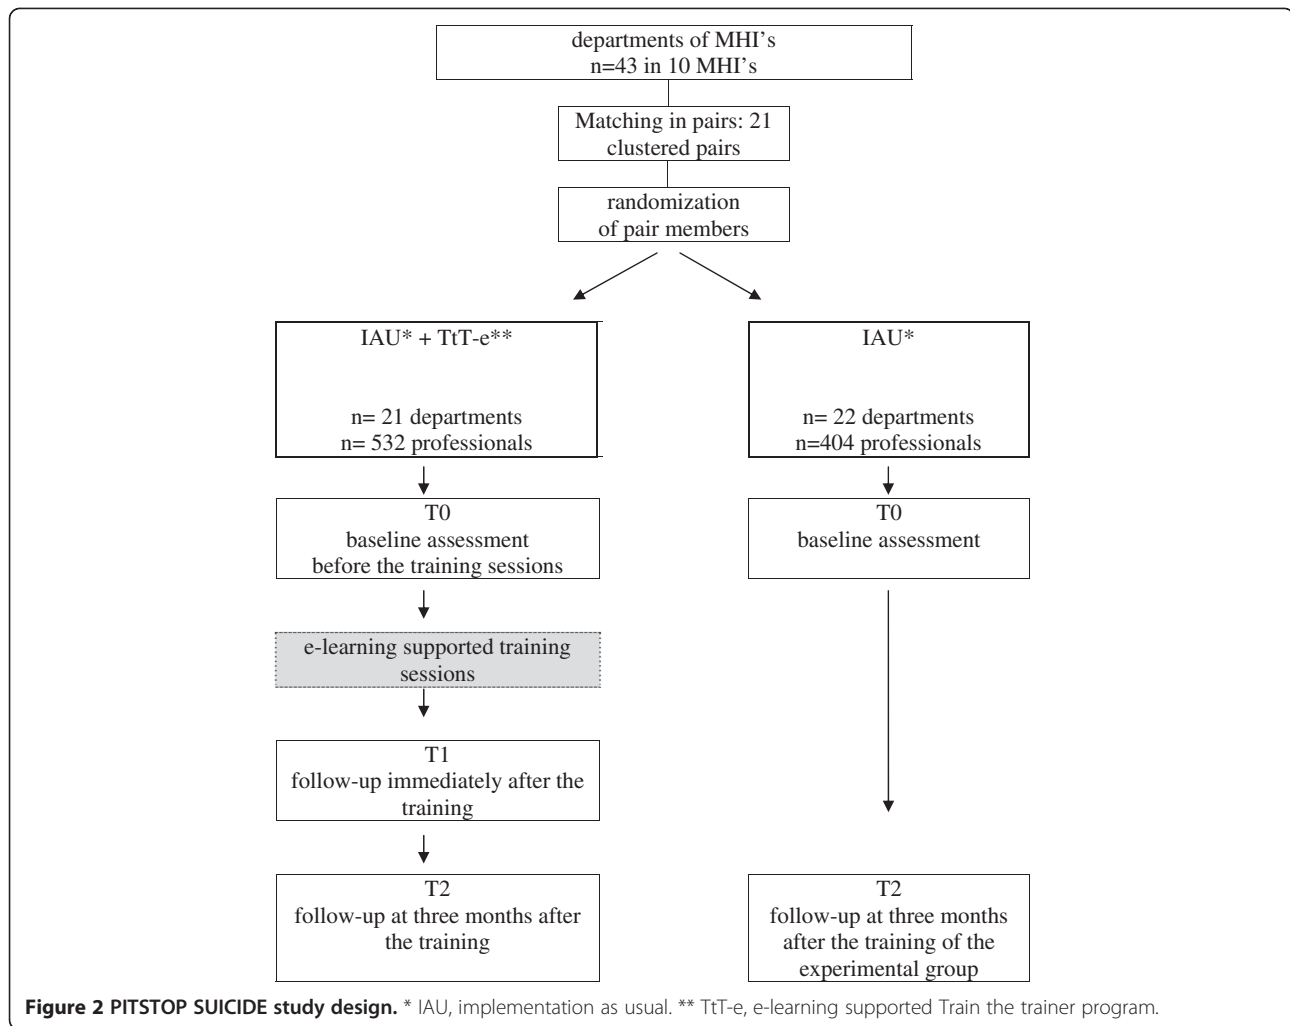 departments of MHI's
n=43 in 10 MHI's
Matching in pairs: 21
clustered pairs
randomization
of pair members
IAU* + TtT-e**
n= 21 departments
n= 532 professionals
IAU*
n= 22 departments
n=404 professionals
T0
baseline assessment
before the training sessions
T0
baseline assessment
e-learning supported training
sessions
T1
follow-up immediately after the
training
T2
follow-up at three months after
the training
T2
follow-up at three months
after the training of the
experimental group
Figure 2 PITSTOP SUICIDE study design. * IAU, implementation as usual. ** TtT-e, e-learning supported Train the trainer program.